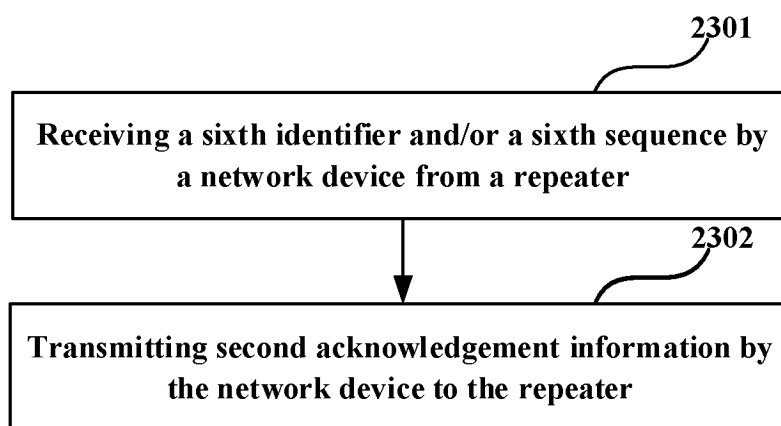 2301
Receiving a sixth identifier and/or a sixth sequence by
a network device from a repeater
2302
Transmitting second acknowledgement information by
the network device to the repeater